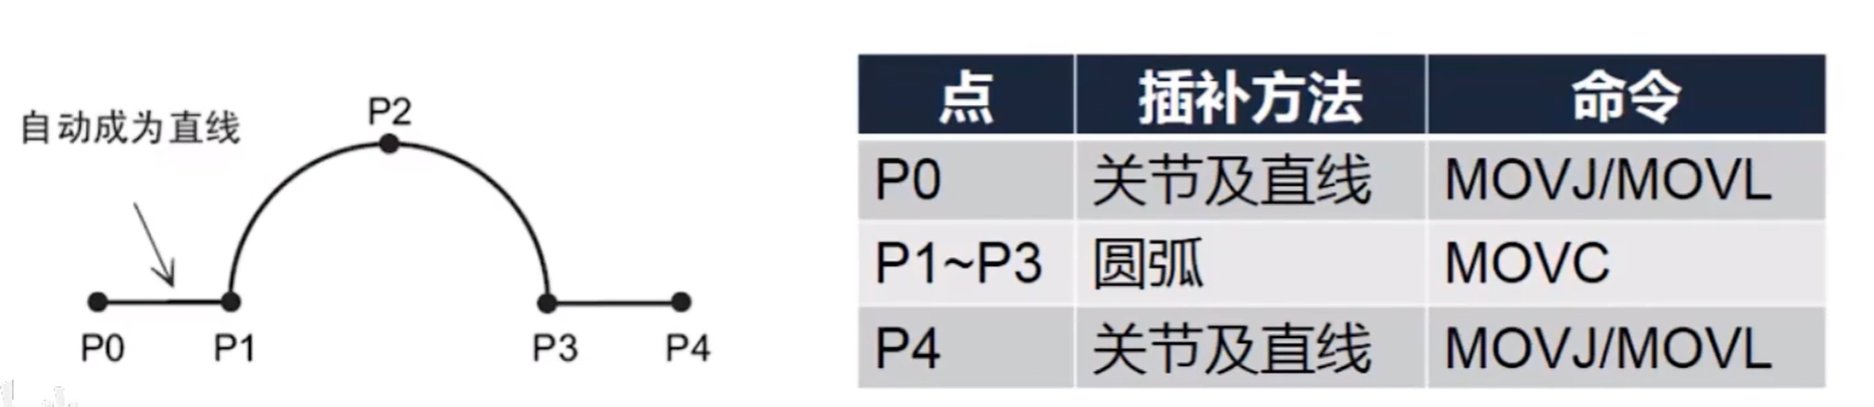 自动成为直线
P2
P0
P1
P3
P4
点 插补方法 命令
P0 关节及直线 MOVJ/MOVL
P1~P3 圆弧 MOVC
P4 关节及直线 MOVJ/MOVL